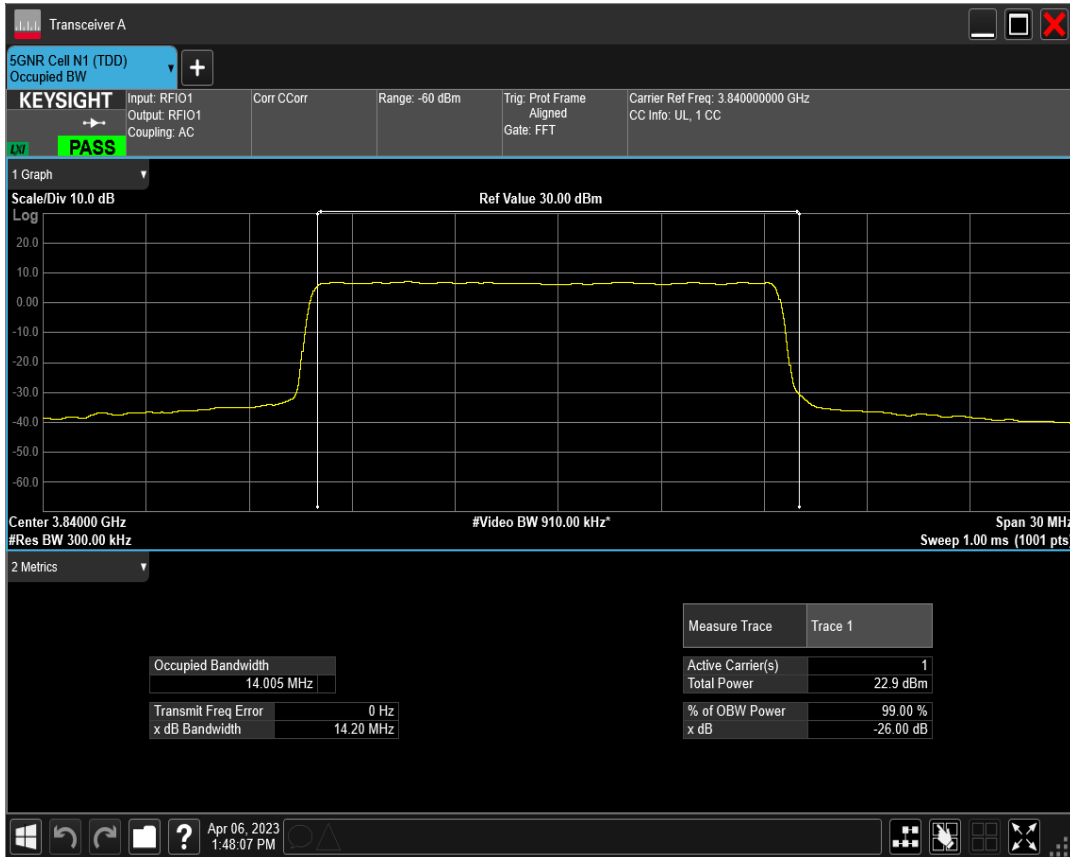 Transceiver A
5GNR Cell N1 (TDD)
Occupied BW
+
KEYSIGHT
LXI
PASS
Input: RFIO1
Output: RFIO1
Coupling: AC
Corr CCorr
Range: -60 dBm
Trig: Prot Frame
Aligned
Gate: FFT
Carrier Ref Freq: 3.840000000 GHz
CC Info: UL, 1 CC
1 Graph
Scale/Div 10.0 dB
Ref Value 30.00 dBm
Log
20.0
10.0
0.00
-10.0
-20.0
-30.0
-40.0
-50.0
-60.0
Center 3.84000 GHz
#Video BW 910.00 kHz*
Span 30 MHz
#Res BW 300.00 kHz
Sweep 1.00 ms (1001 pts)
2 Metrics
Measure Trace Trace 1
Occupied Bandwidth
14.005 MHz
Active Carrier(s) 1
Total Power 22.9 dBm
Transmit Freq Error 0 Hz
x dB Bandwidth 14.20 MHz
% of OBW Power 99.00 %
x dB -26.00 dB
?
Apr 06, 2023
1:48:07 PM